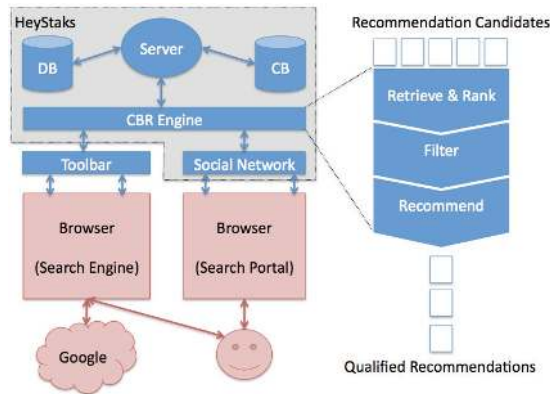 HeyStaks
Recommendation Candidates
Server
DB
CB
Retrieve & Rank
CBR Engine
Filter
Toolbar
Social Network
Recommend
Browser
(Search Engine)
Browser
(Search Portal)
Google
Qualified Recommendations